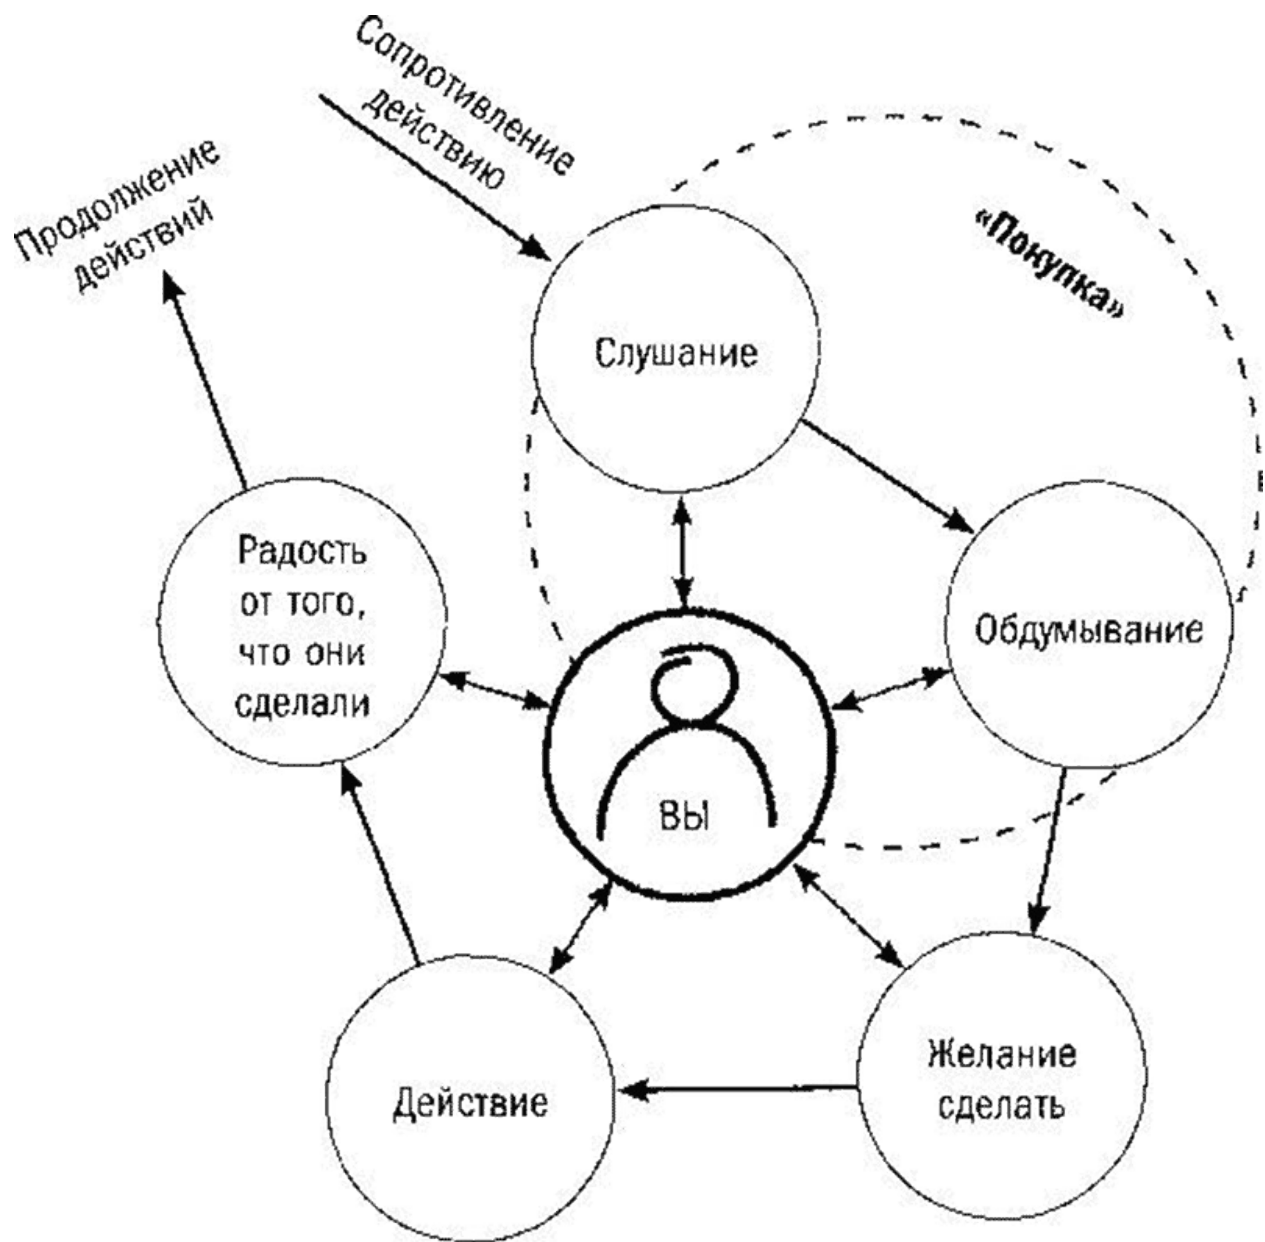 Сопротивление
действию
Продолжение
действий
«Покупка»
Слушание
Радость
от того,
что они
сделали
Обдумывание
ВЫ
Желание
сделать
Действие